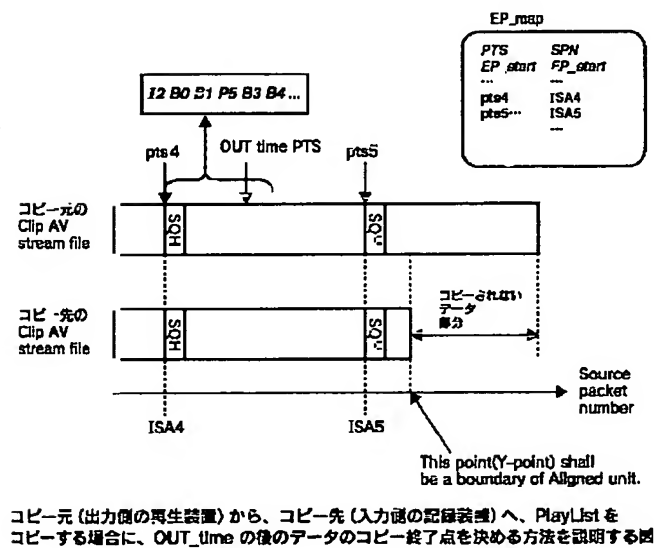 EP_map
PTS SPN
EP_start EP_start
... ...
pts4 ISA4
pts5... ISA5
...
I2 B0 B1 P5 B3 B4 ...
pts4 OUT time PTS pts5
コピー元の
Clip AV
stream file
SQH
コピー先の
Clip AV
stream file
SQH
コピーされない
データ
部分
Source
packet
number
ISA4 ISA5
This point(Y-point) shall
be a boundary of Aligned unit.
コピー元(出力側の再生装置)から、コピー先(入力側の記録装置)へ、PlayList を
コピーする場合に、OUT_time の後のデータのコピー終了点を決める方法を説明する図